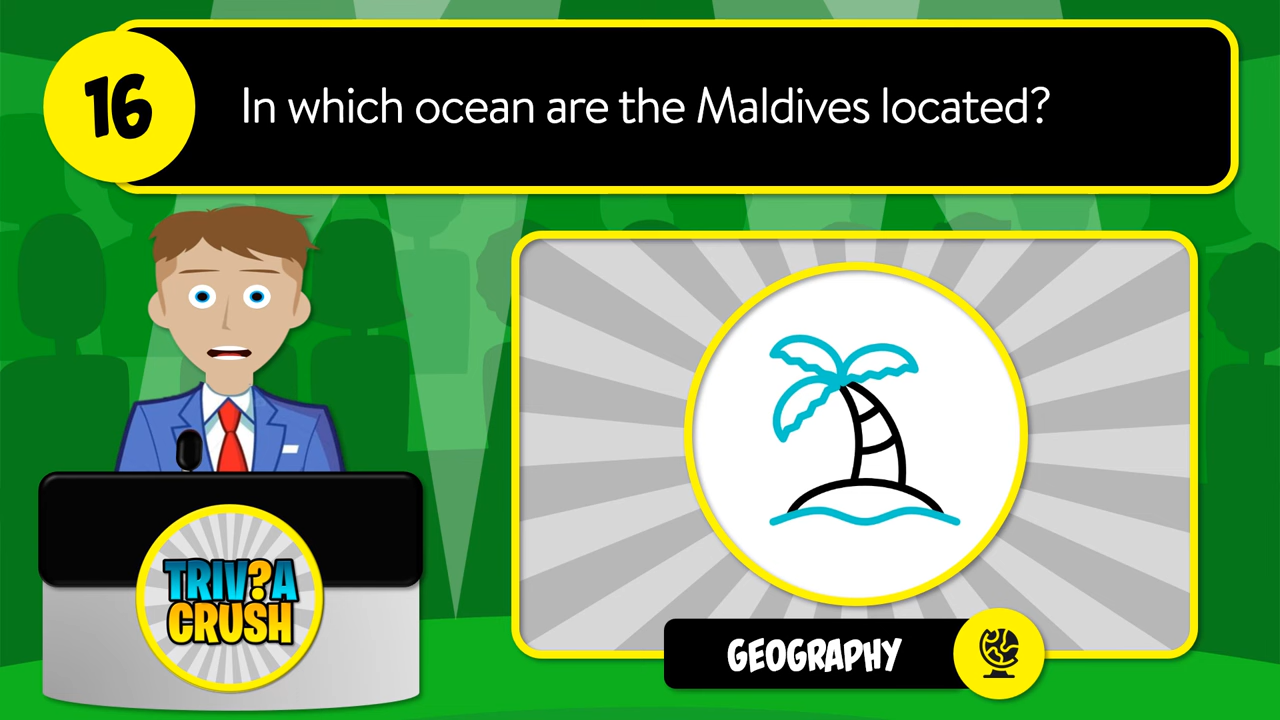 16
In which ocean are the Maldives located?
TRIV?A
CRUSH
GEOGRAPHY